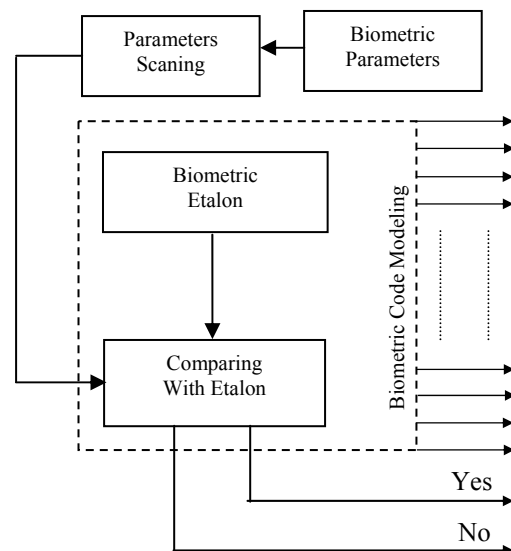 Parameters
Scaning
Biometric
Parameters
Biometric
Etalon
Biometric Code Modeling
Comparing
With Etalon
Yes
No